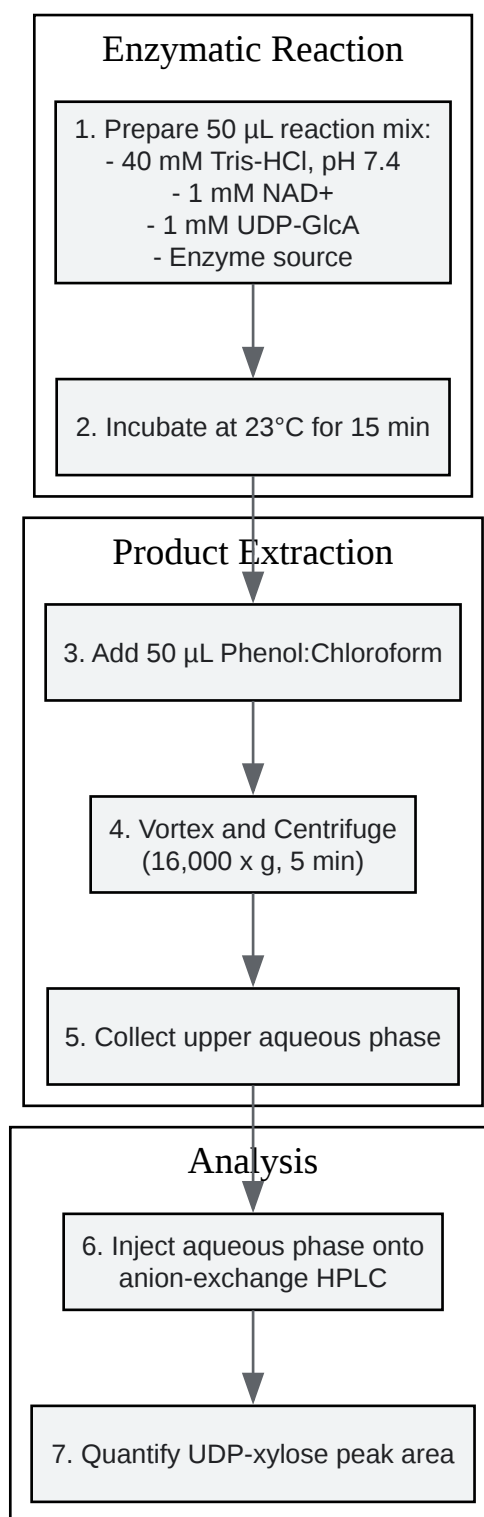 Enzymatic Reaction
1. Prepare 50 µL reaction mix:
- 40 mM Tris-HCl, pH 7.4
- 1 mM NAD+
- 1 mM UDP-GlcA
- Enzyme source
2. Incubate at 23°C for 15 min
Product Extraction
3. Add 50 µL Phenol:Chloroform
4. Vortex and Centrifuge
(16,000 x g, 5 min)
5. Collect upper aqueous phase
Analysis
6. Inject aqueous phase onto
anion-exchange HPLC
7. Quantify UDP-xylose peak area